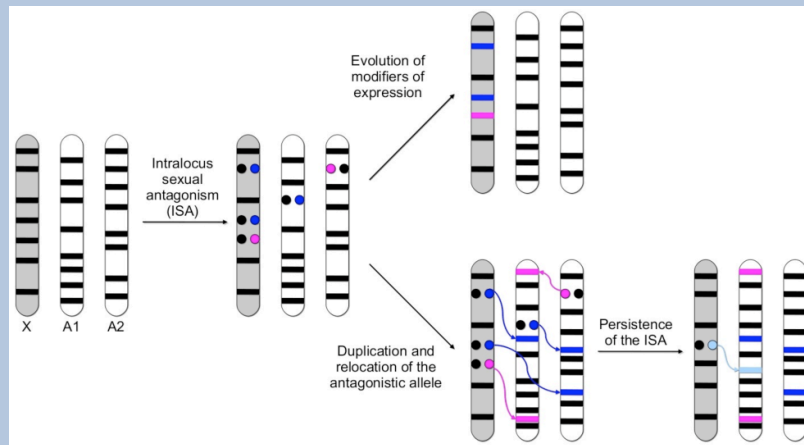 Evolution of
modifiers of
expression
Intralocus
sexual
antagonism
(ISA)
X A1 A2
Duplication and
relocation of the
antagonistic allele
Persistence
of the ISA